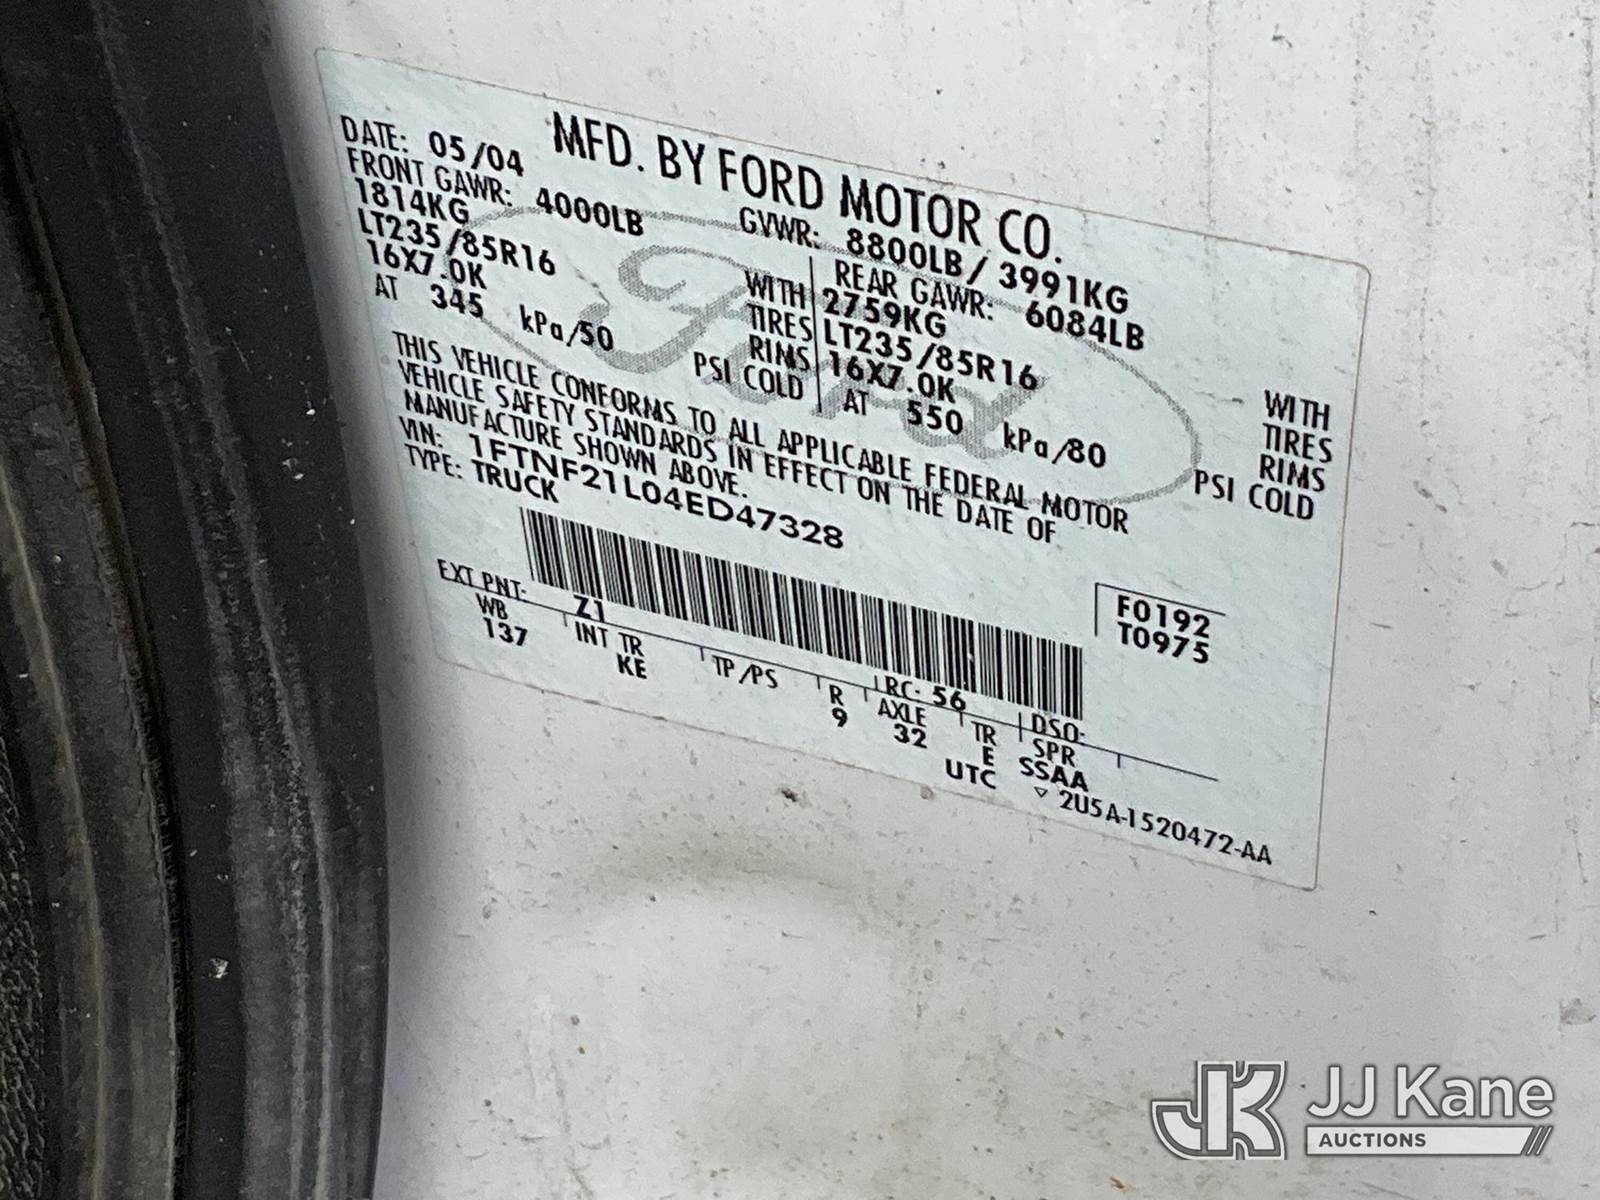 MFD. BY FORD MOTOR CO.
DATE: 05/04 GVWR: 8800LB / 3991KG
FRONT GAWR: 4000LB REAR GAWR: 6084LB
1814KG WITH 2759KG WITH
LT235/85R16 TIRES LT235/85R16 TIRES
16X7.0K RIMS 16X7.0K RIMS
AT 345 kPa/50 PSI COLD AT 550 kPa/80 PSI COLD
THIS VEHICLE CONFORMS TO ALL APPLICABLE FEDERAL MOTOR
VEHICLE SAFETY STANDARDS IN EFFECT ON THE DATE OF
MANUFACTURE SHOWN ABOVE.
VIN: 1FTNF21L04ED47328
TYPE: TRUCK
F0192
T0975
EXT PNT: Z1 RC: 56 DSO:
WB INT TR TP/PS R AXLE TR SPR
137 KE 9 32 E SSAA
UTC ▽ 2U5A-1520472-AA
Ford
JK JJ Kane
AUCTIONS